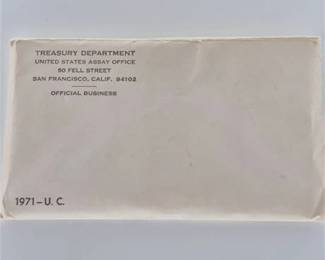 TREASURY DEPARTMENT
UNITED STATES ASSAY OFFICE
50 FELL STREET
SAN FRANCISCO, CALIF. 94102
OFFICIAL BUSINESS
1971-U. C.